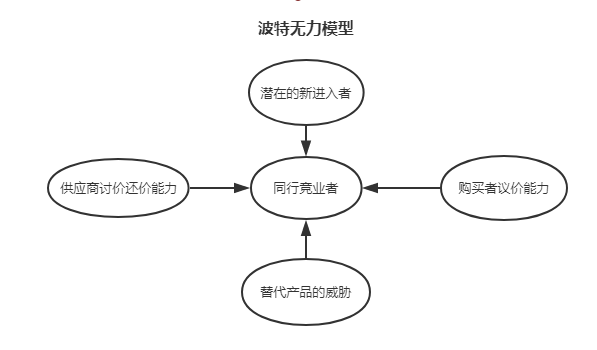 波特无力模型
潜在的新进入者
供应商讨价还价能力
同行竞业者
购买者议价能力
替代产品的威胁